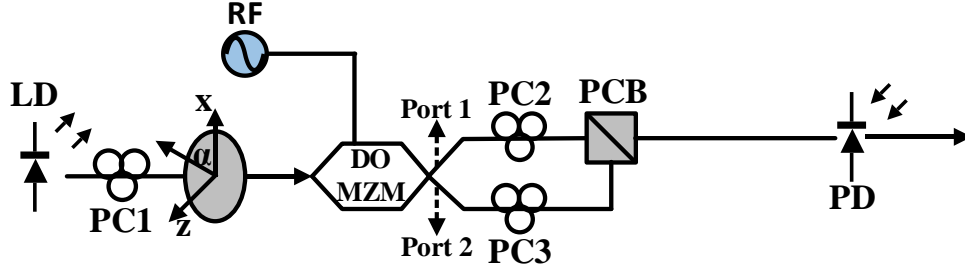 RF
LD
x
α
z
PC1
DO
MZM
Port 1
Port 2
PC2
PC3
PCB
PD